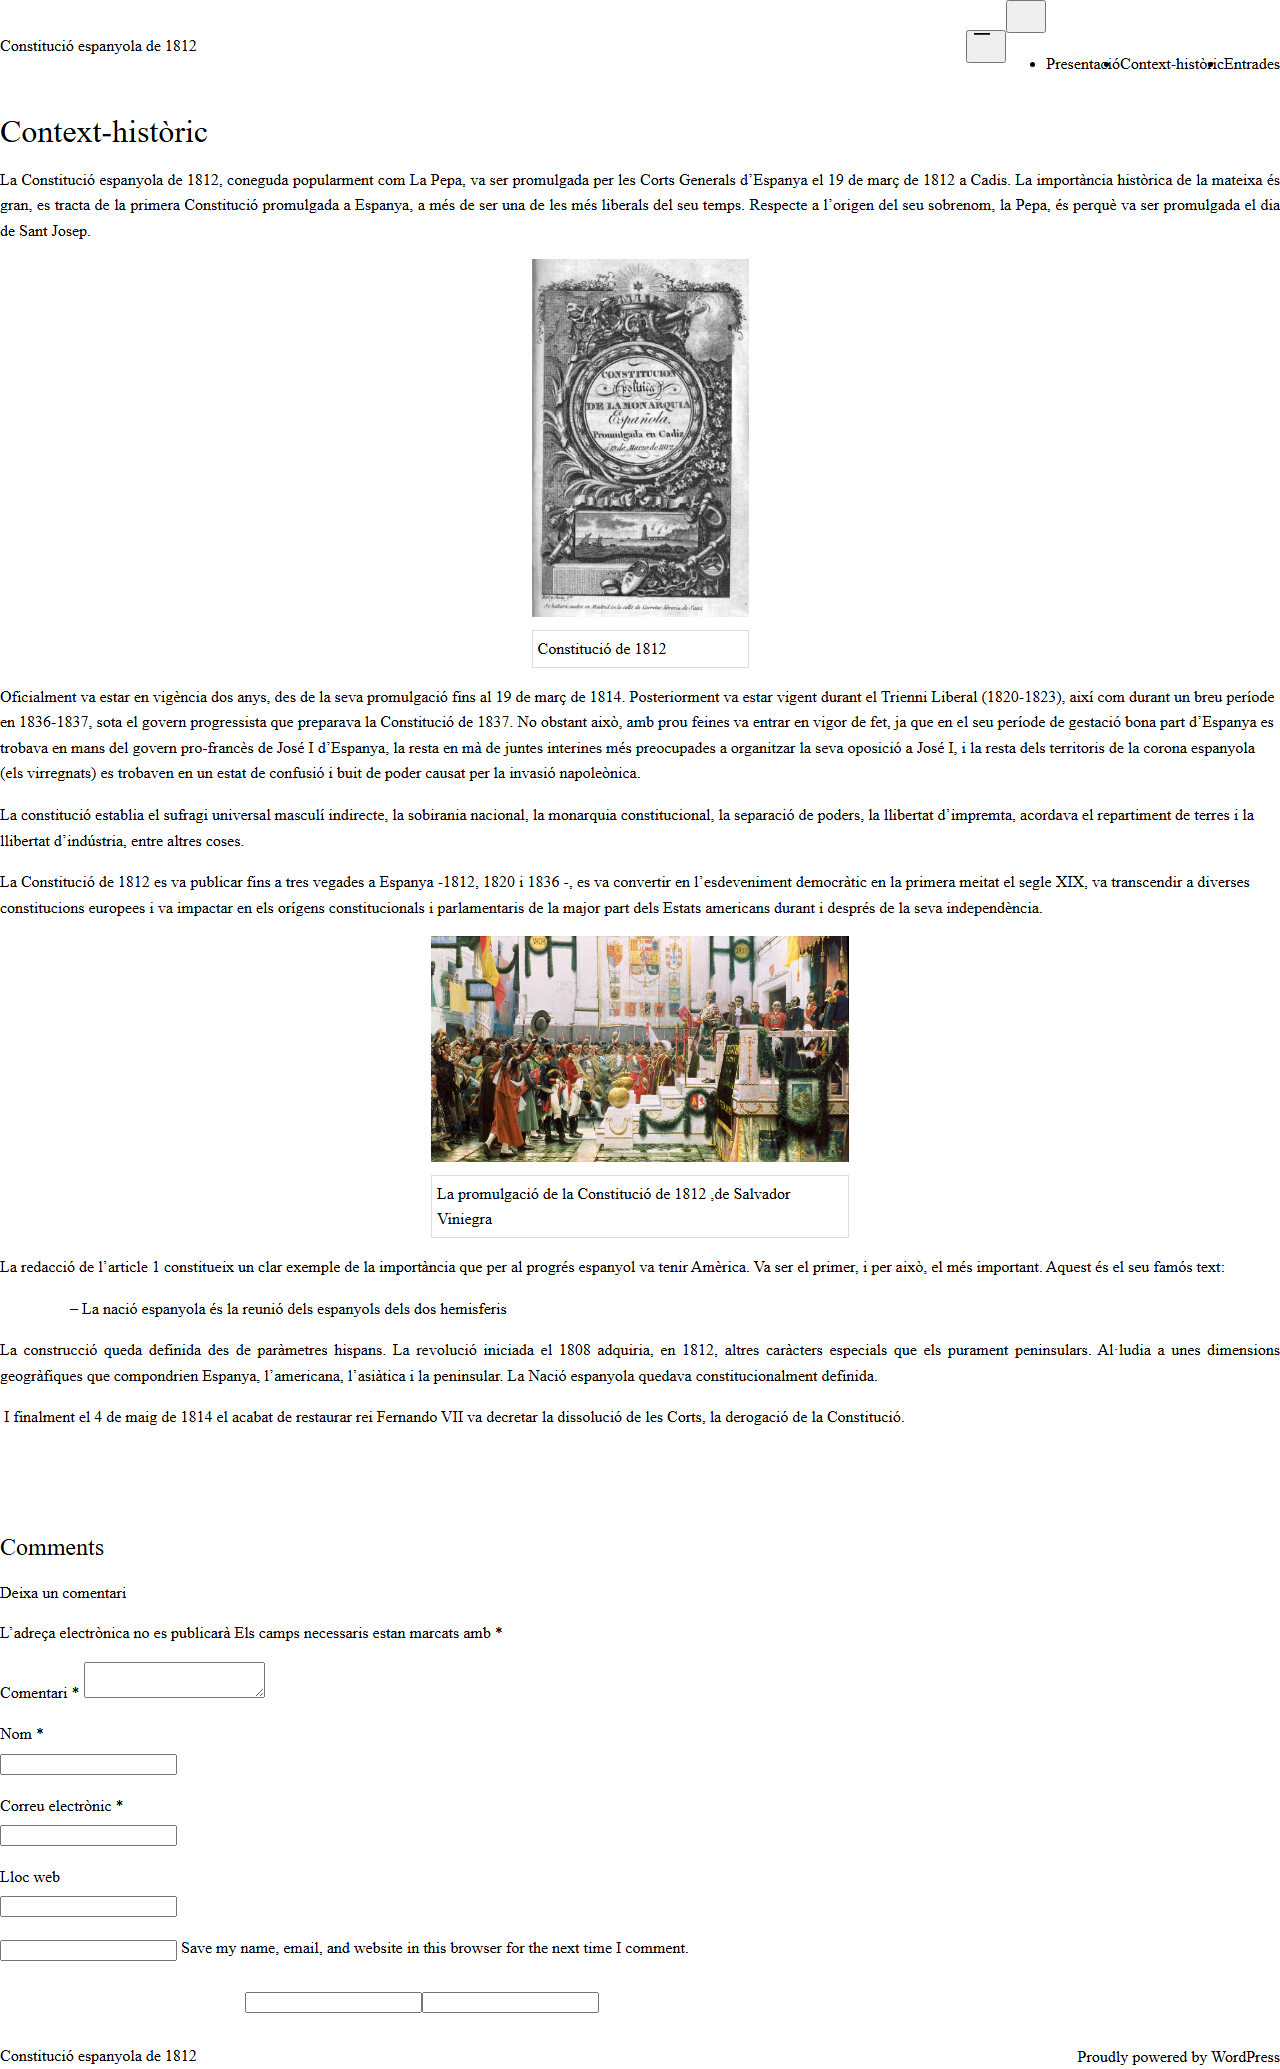 Constitució espanyola de 1812
Presentació
Context-històric
Entrades
Context-històric
La Constitució espanyola de 1812, coneguda popularment com La Pepa, va ser promulgada per les Corts Generals d’Espanya el 19 de març de 1812 a Cadis. La importància històrica de la mateixa és
gran, es tracta de la primera Constitució promulgada a Espanya, a més de ser una de les més liberals del seu temps. Respecte a l’origen del seu sobrenom, la Pepa, és perquè va ser promulgada el dia
de Sant Josep.
CONSTITUCION
politica
DE LA MONARQUIA
Española.
Promulgada en Cadiz
á 19 de Marzo de 1812
Se hallará en Madrid en la calle de Carretas librería de
Constitució de 1812
Oficialment va estar en vigència dos anys, des de la seva promulgació fins al 19 de març de 1814. Posteriorment va estar vigent durant el Trienni Liberal (1820-1823), així com durant un breu període
en 1836-1837, sota el govern progressista que preparava la Constitució de 1837. No obstant això, amb prou feines va entrar en vigor de fet, ja que en el seu període de gestació bona part d’Espanya es
trobava en mans del govern pro-francès de José I d’Espanya, la resta en mà de juntes interines més preocupades a organitzar la seva oposició a José I, i la resta dels territoris de la corona espanyola
(els virregnats) es trobaven en un estat de confusió i buit de poder causat per la invasió napoleònica.
La constitució establia el sufragi universal masculí indirecte, la sobirania nacional, la monarquia constitucional, la separació de poders, la llibertat d’impremta, acordava el repartiment de terres i la
llibertat d’indústria, entre altres coses.
La Constitució de 1812 es va publicar fins a tres vegades a Espanya -1812, 1820 i 1836 -, es va convertir en l’esdeveniment democràtic en la primera meitat el segle XIX, va transcendir a diverses
constitucions europees i va impactar en els orígens constitucionals i parlamentaris de la major part dels Estats americans durant i després de la seva independència.
La promulgació de la Constitució de 1812 ,de Salvador
Viniegra
La redacció de l’article 1 constitueix un clar exemple de la importància que per al progrés espanyol va tenir Amèrica. Va ser el primer, i per això, el més important. Aquest és el seu famós text:
– La nació espanyola és la reunió dels espanyols dels dos hemisferis
La construcció queda definida des de paràmetres hispans. La revolució iniciada el 1808 adquiria, en 1812, altres caràcters especials que els purament peninsulars. Al·ludia a unes dimensions
geogràfiques que compondrien Espanya, l’americana, l’asiàtica i la peninsular. La Nació espanyola quedava constitucionalment definida.
I finalment el 4 de maig de 1814 el acabat de restaurar rei Fernando VII va decretar la dissolució de les Corts, la derogació de la Constitució.
Comments
Deixa un comentari
L’adreça electrònica no es publicarà Els camps necessaris estan marcats amb *
Comentari *
Nom *
Correu electrònic *
Lloc web
Save my name, email, and website in this browser for the next time I comment.
Constitució espanyola de 1812
Proudly powered by WordPress